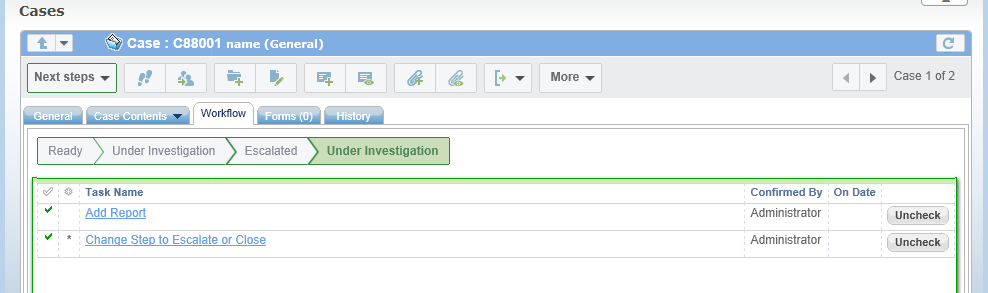 Cases
Case : C88001 name (General)
Next steps
More
Case 1 of 2
General
Case Contents
Workflow
Forms (0)
History
Ready
Under Investigation
Escalated
Under Investigation
Task Name
Confirmed By
On Date
Add Report
Administrator
Uncheck
* Change Step to Escalate or Close
Administrator
Uncheck